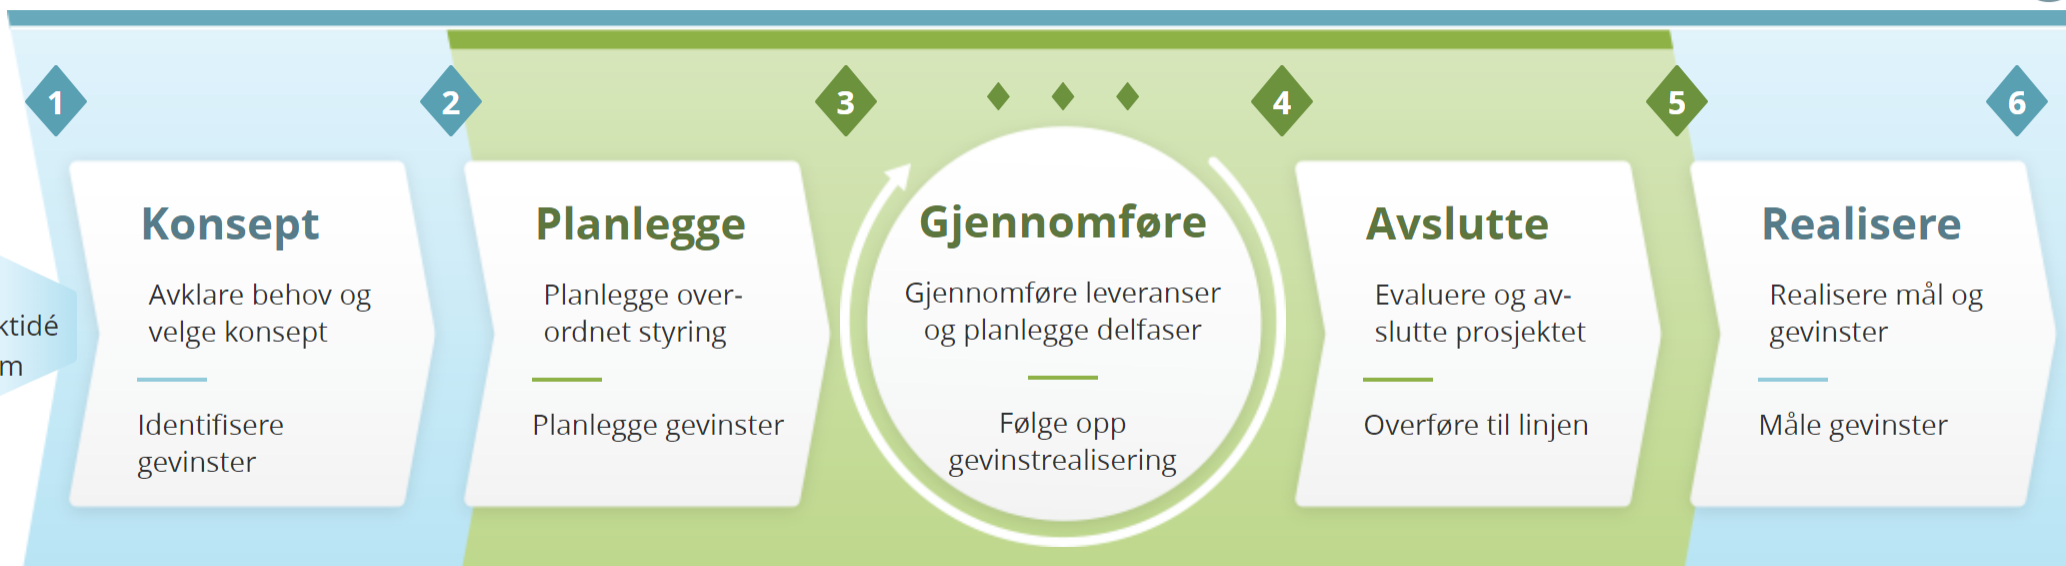 1
2
3
4
5
6
Konsept
Avklare behov og
velge konsept
Identifisere
gevinster
Planlegge
Planlegge over-
ordnet styring
Planlegge gevinster
Gjennomføre
Gjennomføre leveranser
og planlegge delfaser
Følge opp
gevinstrealisering
Avslutte
Evaluere og av-
slutte prosjektet
Overføre til linjen
Realisere
Realisere mål og
gevinster
Måle gevinster